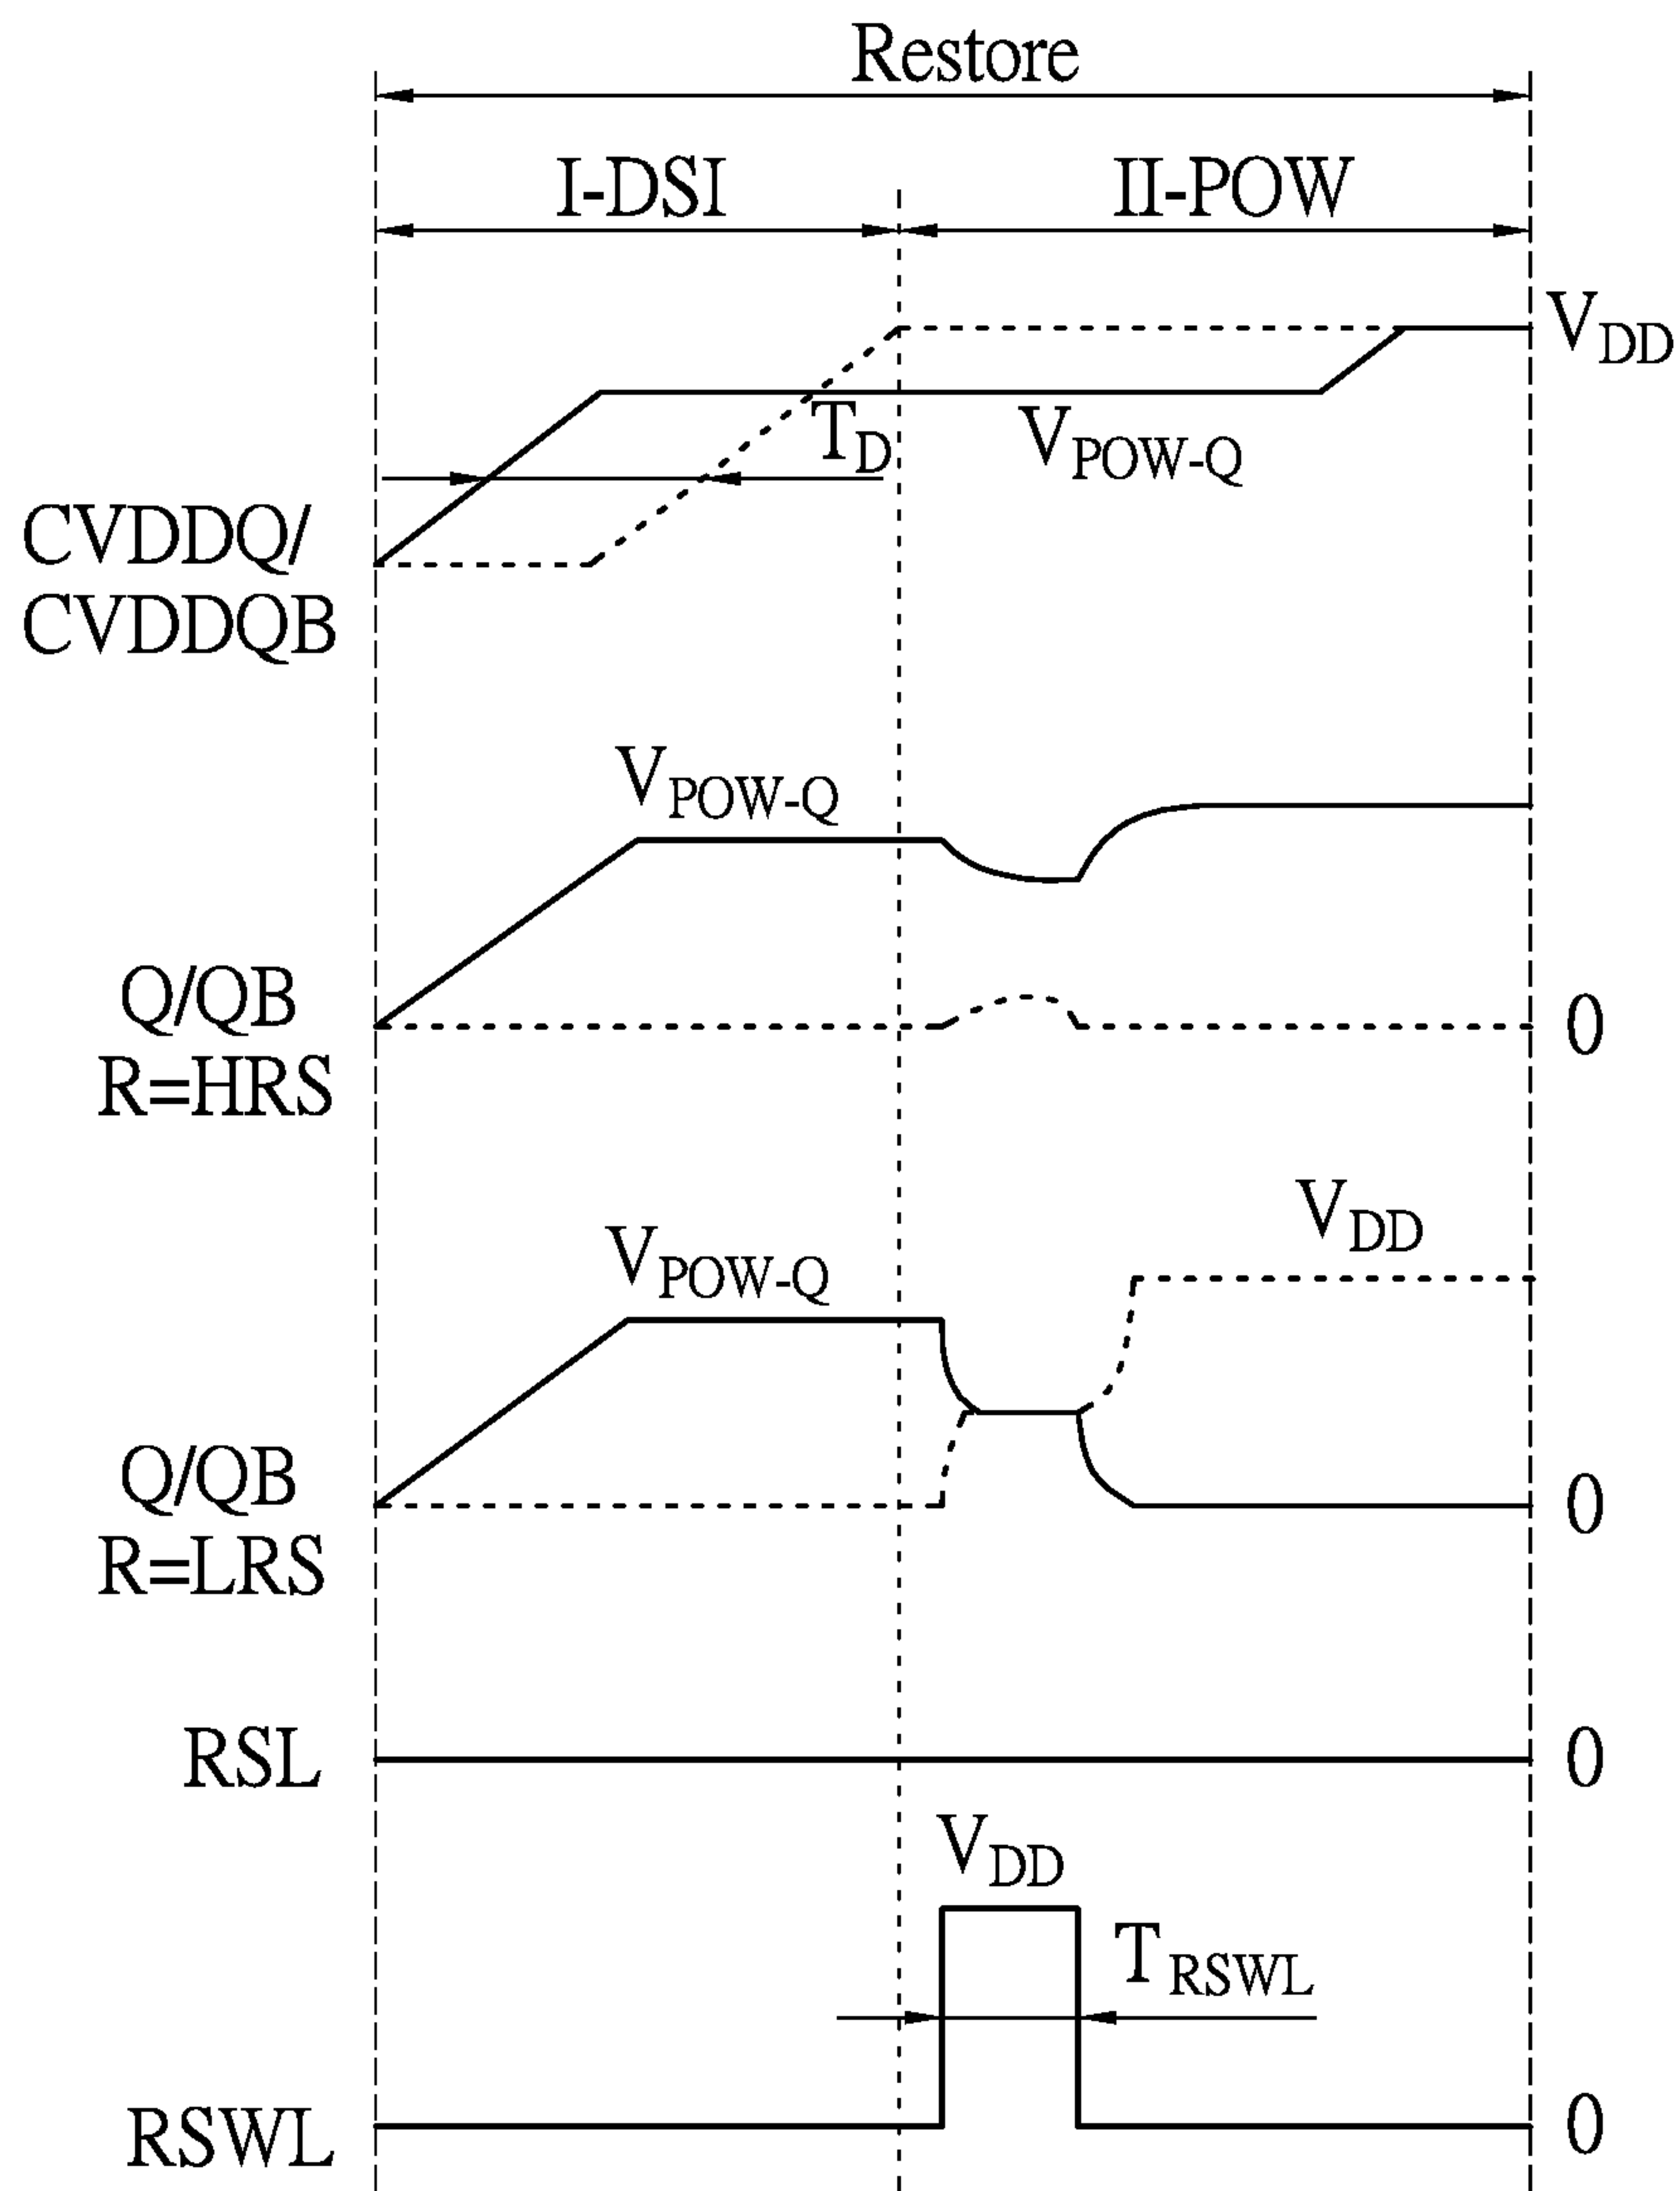 Restore
I-DSI
II-POW
VDD
TD
VPOW-Q
CVDDQ/
CVDDQB
VPOW-Q
Q/QB
R=HRS
0
VDD
VPOW-Q
Q/QB
R=LRS
0
RSL
0
VDD
TRSWL
RSWL
0